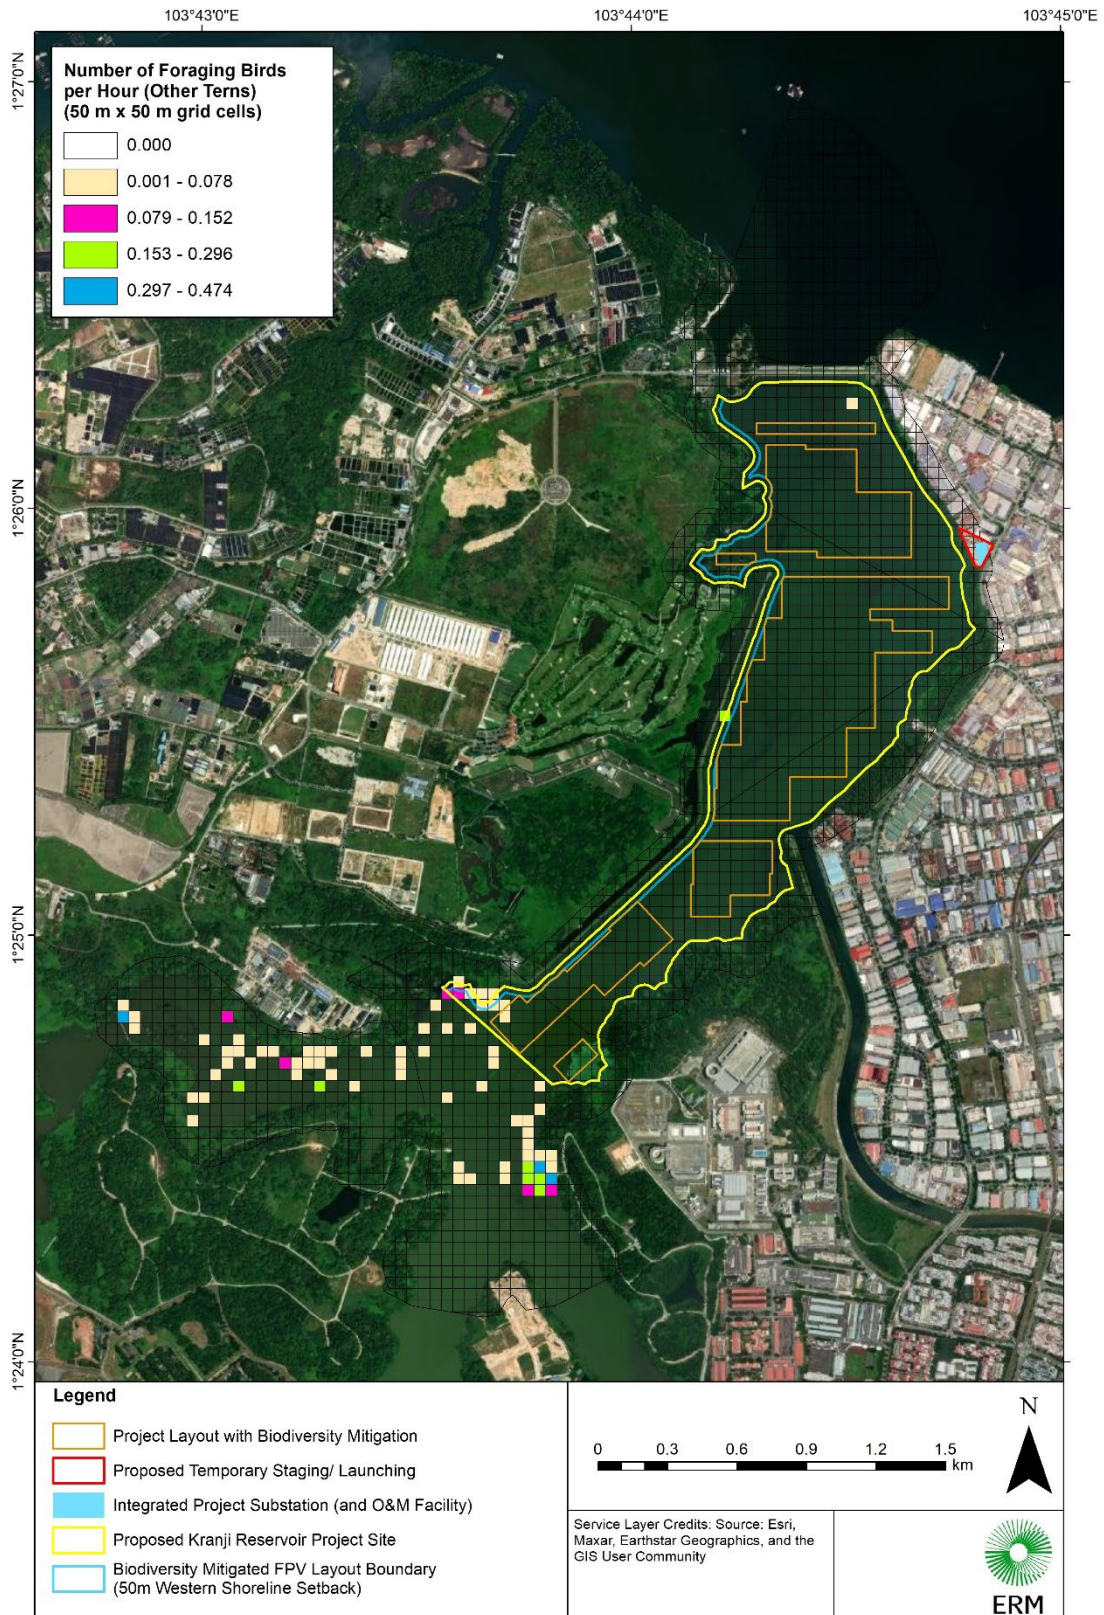 103°43'0"E
103°44'0"E
103°45'0"E
1°27'0"N
1°26'0"N
1°25'0"N
1°24'0"N
Number of Foraging Birds
per Hour (Other Terns)
(50 m x 50 m grid cells)
0.000
0.001 - 0.078
0.079 - 0.152
0.153 - 0.296
0.297 - 0.474
Legend
Project Layout with Biodiversity Mitigation
Proposed Temporary Staging/ Launching
Integrated Project Substation (and O&M Facility)
Proposed Kranji Reservoir Project Site
Biodiversity Mitigated FPV Layout Boundary
(50m Western Shoreline Setback)
0 0.3 0.6 0.9 1.2 1.5
km
N
Service Layer Credits: Source: Esri,
Maxar, Earthstar Geographics, and the
GIS User Community
ERM